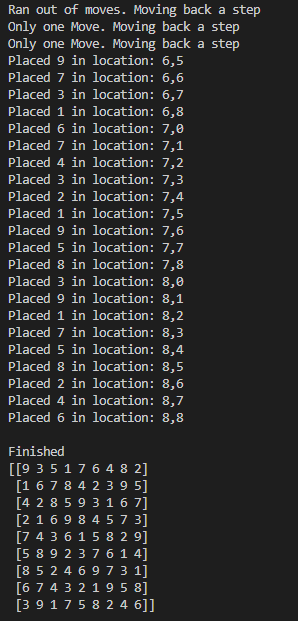 Ran out of moves. Moving back a step
Only one Move. Moving back a step
Only one Move. Moving back a step
Placed 9 in location: 6,5
Placed 7 in location: 6,6
Placed 3 in location: 6,7
Placed 1 in location: 6,8
Placed 6 in location: 7,0
Placed 7 in location: 7,1
Placed 4 in location: 7,2
Placed 3 in location: 7,3
Placed 2 in location: 7,4
Placed 1 in location: 7,5
Placed 9 in location: 7,6
Placed 5 in location: 7,7
Placed 8 in location: 7,8
Placed 3 in location: 8,0
Placed 9 in location: 8,1
Placed 1 in location: 8,2
Placed 7 in location: 8,3
Placed 5 in location: 8,4
Placed 8 in location: 8,5
Placed 2 in location: 8,6
Placed 4 in location: 8,7
Placed 6 in location: 8,8
Finished
[[9 3 5 1 7 6 4 8 2]
[1 6 7 8 4 2 3 9 5]
[4 2 8 5 9 3 1 6 7]
[2 1 6 9 8 4 5 7 3]
[7 4 3 6 1 5 8 2 9]
[5 8 9 2 3 7 6 1 4]
[8 5 2 4 6 9 7 3 1]
[6 7 4 3 2 1 9 5 8]
[3 9 1 7 5 8 2 4 6]]